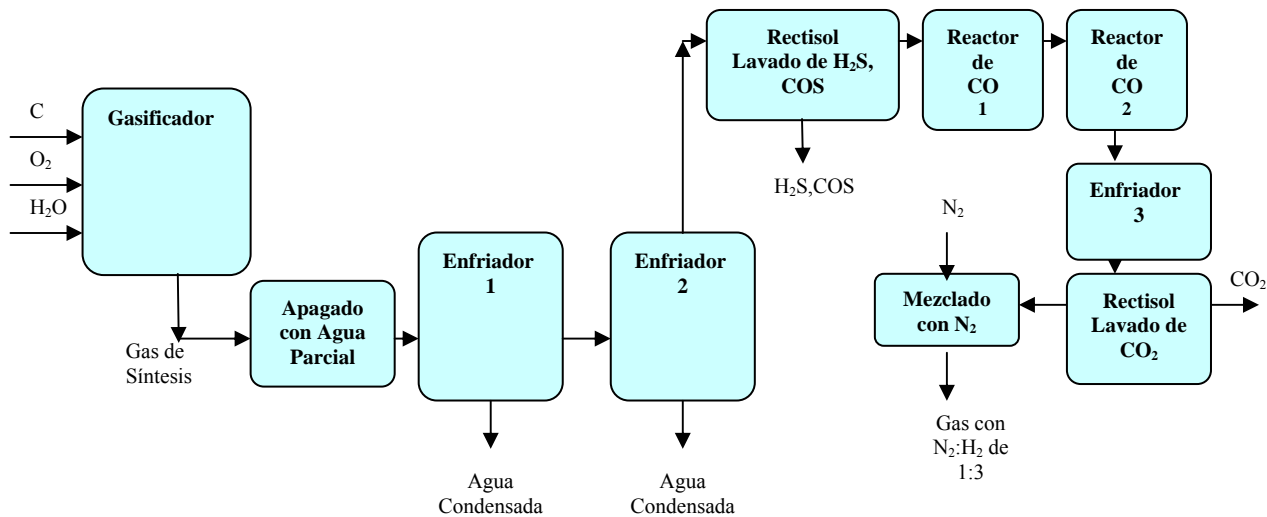 C
O₂
H₂O
Gasificador
Gas de
Síntesis
Apagado
con Agua
Parcial
Enfriador
1
Agua
Condensada
Enfriador
2
Agua
Condensada
Rectisol
Lavado de H₂S,
COS
H₂S,COS
Reactor
de
CO
1
Reactor
de
CO
2
Enfriador
3
Rectisol
Lavado de
CO₂
CO₂
N₂
Mezclado
con N₂
Gas con
N₂:H₂ de
1:3